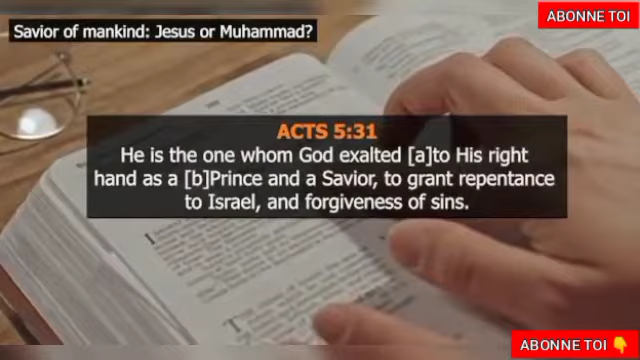 ABONNE TOI
Savior of mankind: Jesus or Muhammad?
ACTS 5:31
He is the one whom God exalted [a]to His right
hand as a [b]Prince and a Savior, to grant repentance
to Israel, and forgiveness of sins.
ABONNE TOI 👇